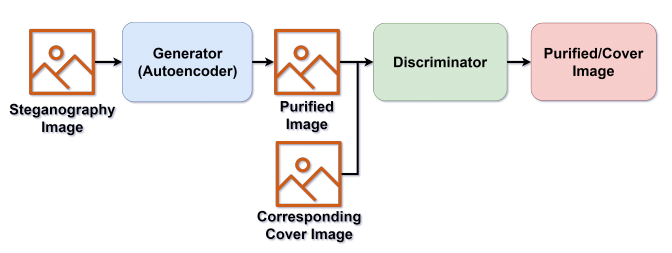 Steganography
Image
Generator
(Autoencoder)
Purified
Image
Corresponding
Cover Image
Discriminator
Purified/Cover
Image